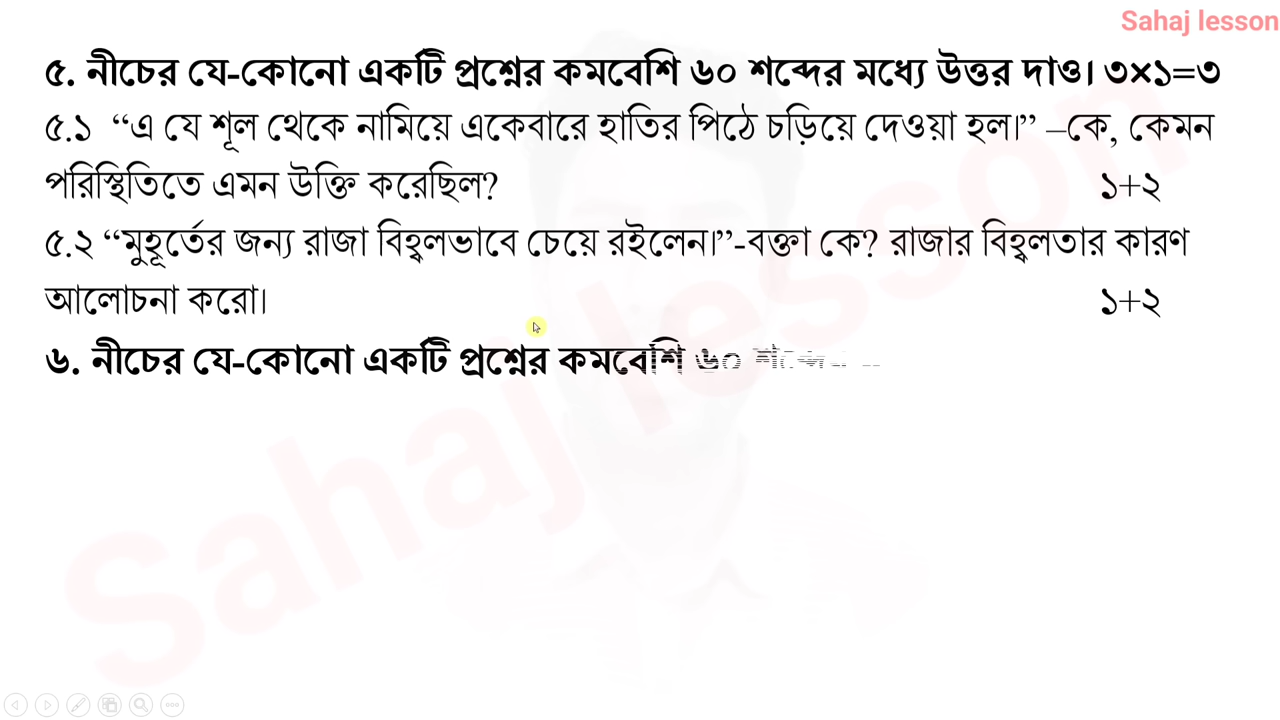 Sahaj lesson
৫. নীচের যে-কোনো একটি প্রশ্নের কমবেশি ৬০ শব্দের মধ্যে উত্তর দাও। ৩×১=৩
৫.১ “এ যে শূল থেকে নামিয়ে একেবারে হাতির পিঠে চড়িয়ে দেওয়া হল।” –কে, কেমন
পরিস্থিতিতে এমন উক্তি করেছিল? ১+২
৫.২ “মুহূর্তের জন্য রাজা বিহ্বলভাবে চেয়ে রইলেন।”-বক্তা কে? রাজার বিহ্বলতার কারণ
আলোচনা করো। ১+২
৬. নীচের যে-কোনো একটি প্রশ্নের কমবেশি ৬০
Sahaj lesson